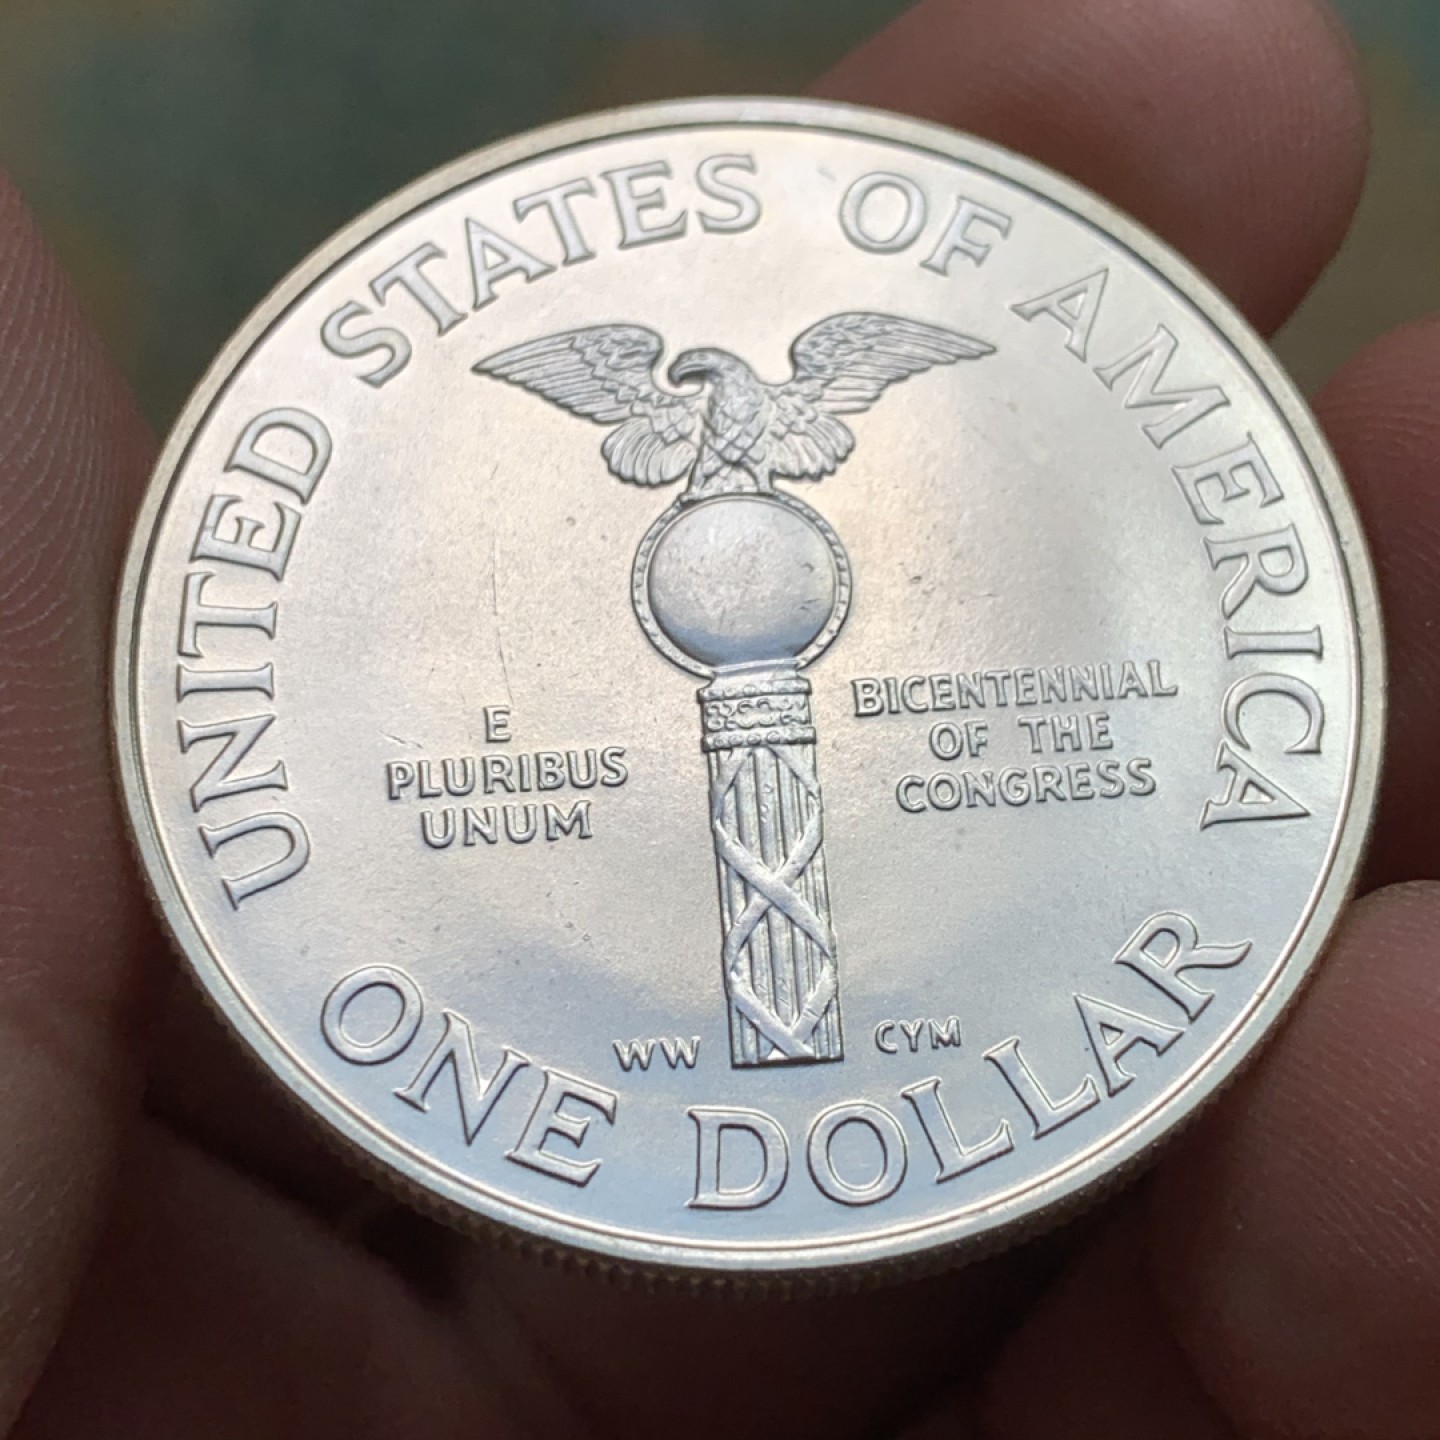 UNITED STATES OF AMERICA
E
PLURIBUS
UNUM
BICENTENNIAL
OF THE
CONGRESS
WW
CYM
ONE DOLLAR